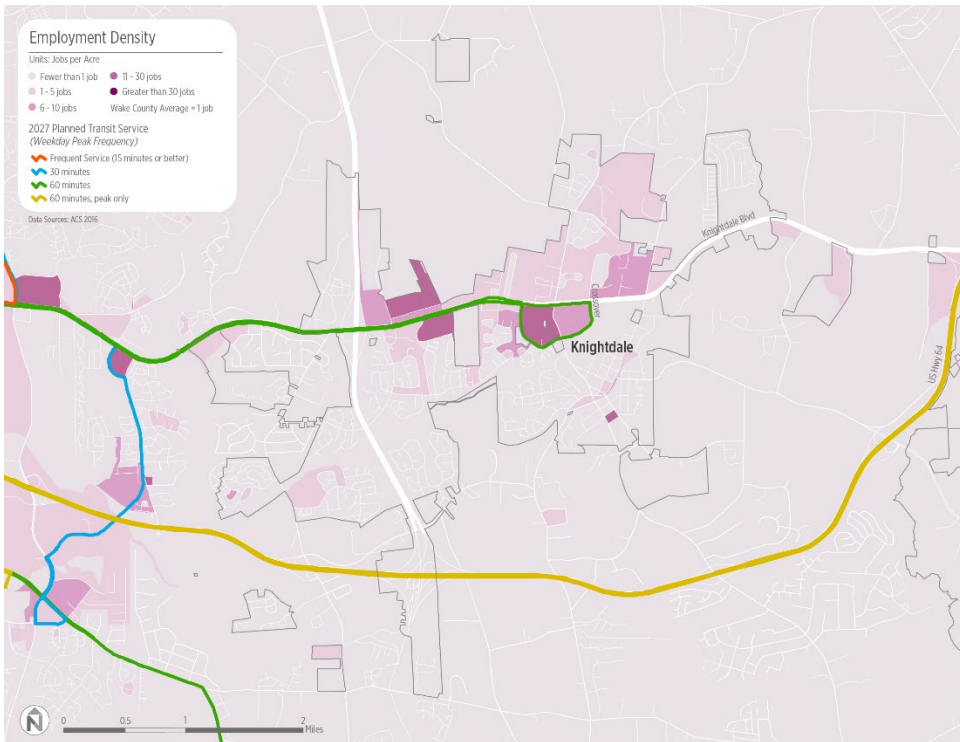 Employment Density
Units: Jobs per Acre
Fewer than 1 job
11 - 30 jobs
1 - 5 jobs
Greater than 30 jobs
6 - 10 jobs
Wake County Average = 1 job
2027 Planned Transit Service
(Weekday Peak Frequency)
Frequent Service (15 minutes or better)
30 minutes
60 minutes
60 minutes, peak only
Data Sources: ACS 2016
Knightdale Blvd
Crossover
Knightdale
US Hwy 64
N
0 0.5 1 2
Miles